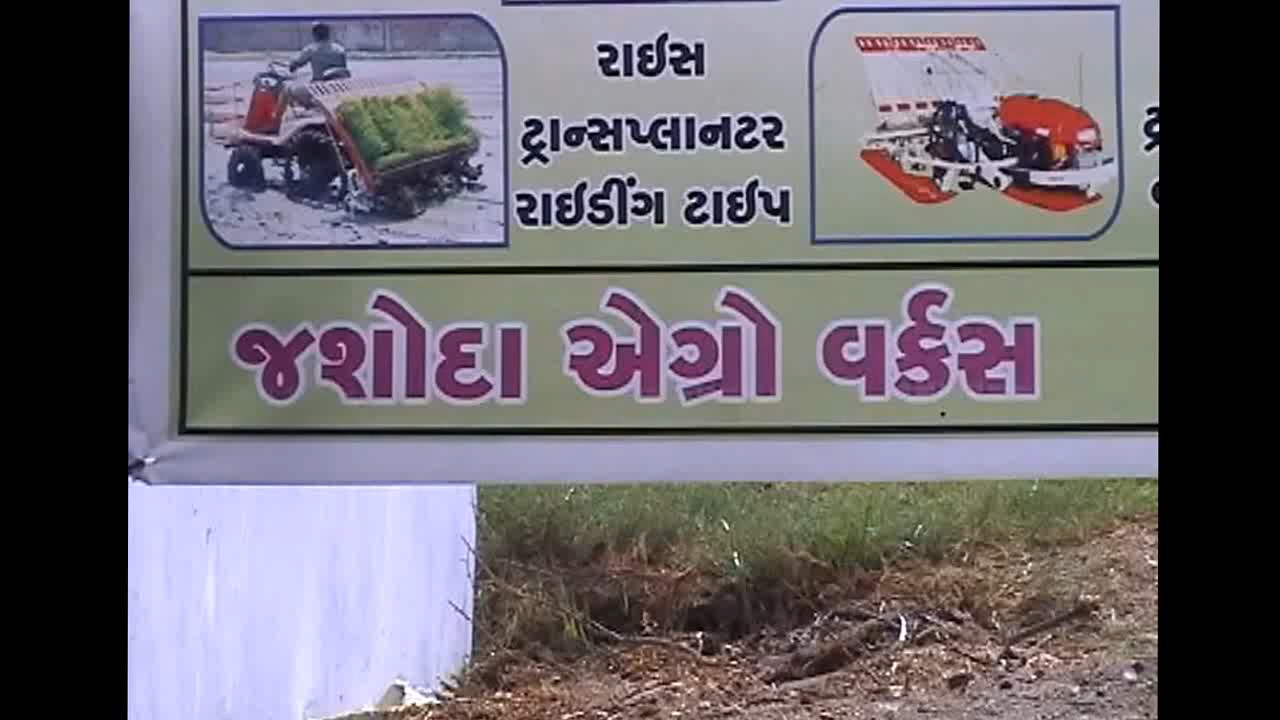 રાઈસ
ટ્રાન્સપ્લાનટર
રાઈડીંગ ટાઈપ
જશોદા એગ્રો વર્કસ